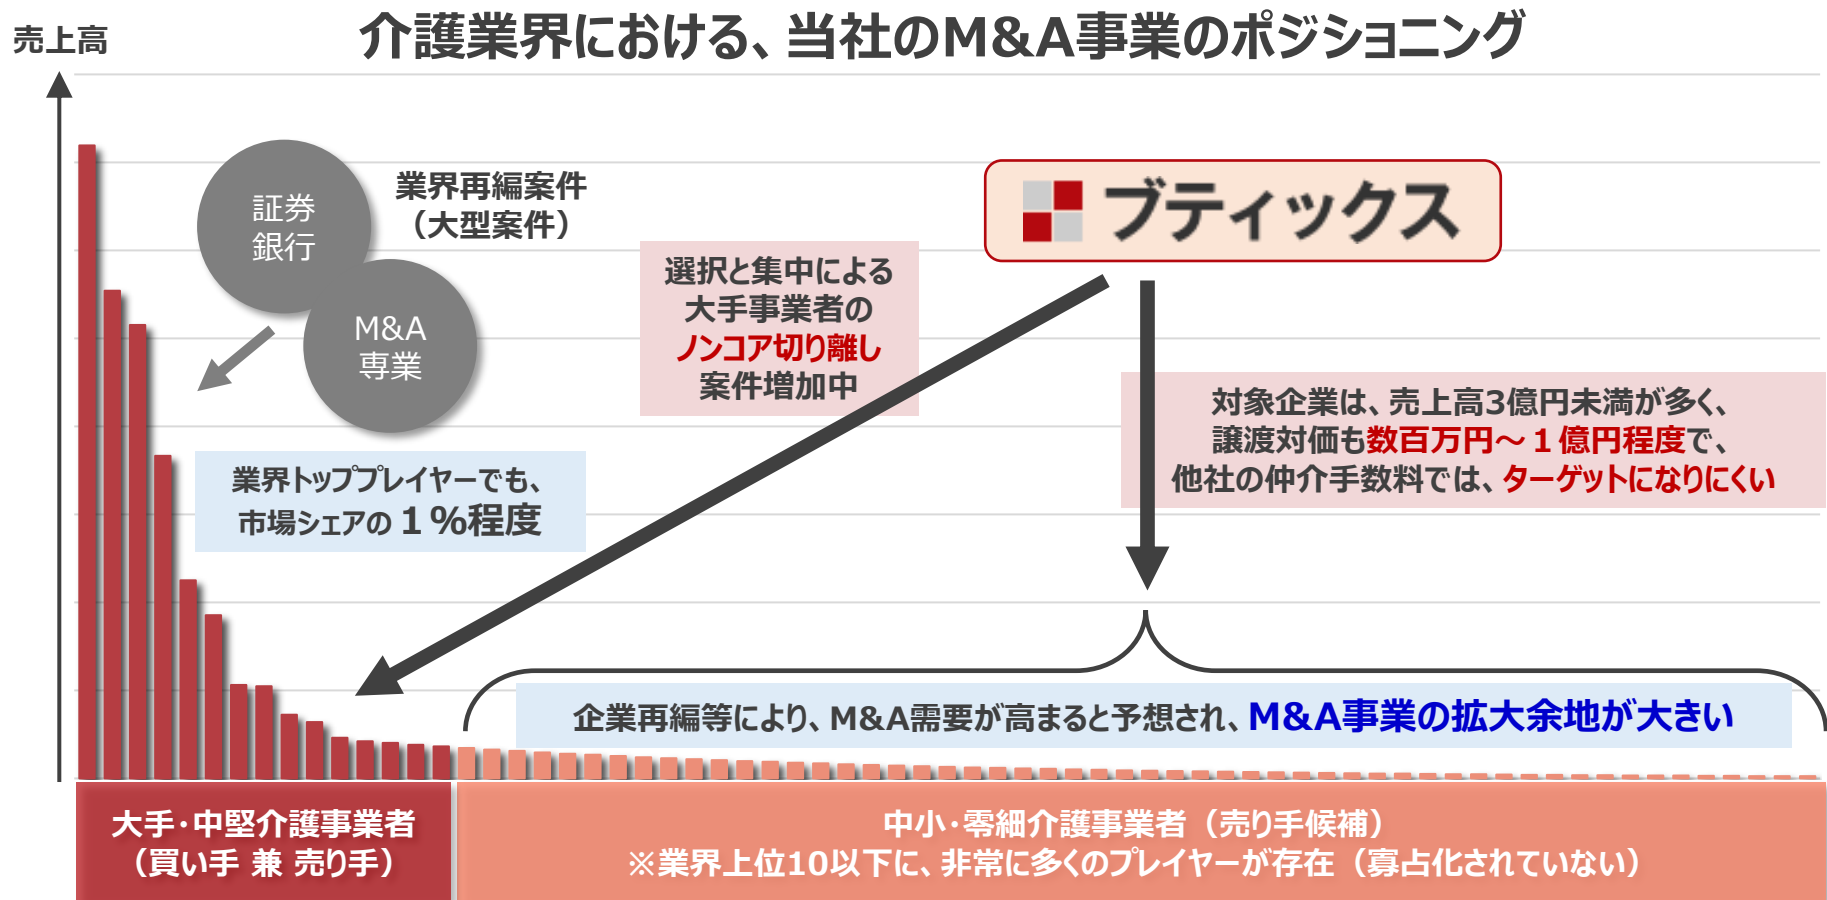 介護業界における、当社のM&A事業のポジショニング
売上高
証券
銀行
M&A
専業
業界再編案件
（大型案件）
ブティックス
選択と集中による
大手事業者の
ノンコア切り離し
案件増加中
対象企業は、売上高3億円未満が多く、
譲渡対価も数百万円～１億円程度で、
他社の仲介手数料では、ターゲットになりにくい
業界トッププレイヤーでも、
市場シェアの１％程度
企業再編等により、M&A需要が高まると予想され、M&A事業の拡大余地が大きい
大手・中堅介護事業者
（買い手 兼 売り手）
中小・零細介護事業者（売り手候補）
※業界上位10以下に、非常に多くのプレイヤーが存在（寡占化されていない）